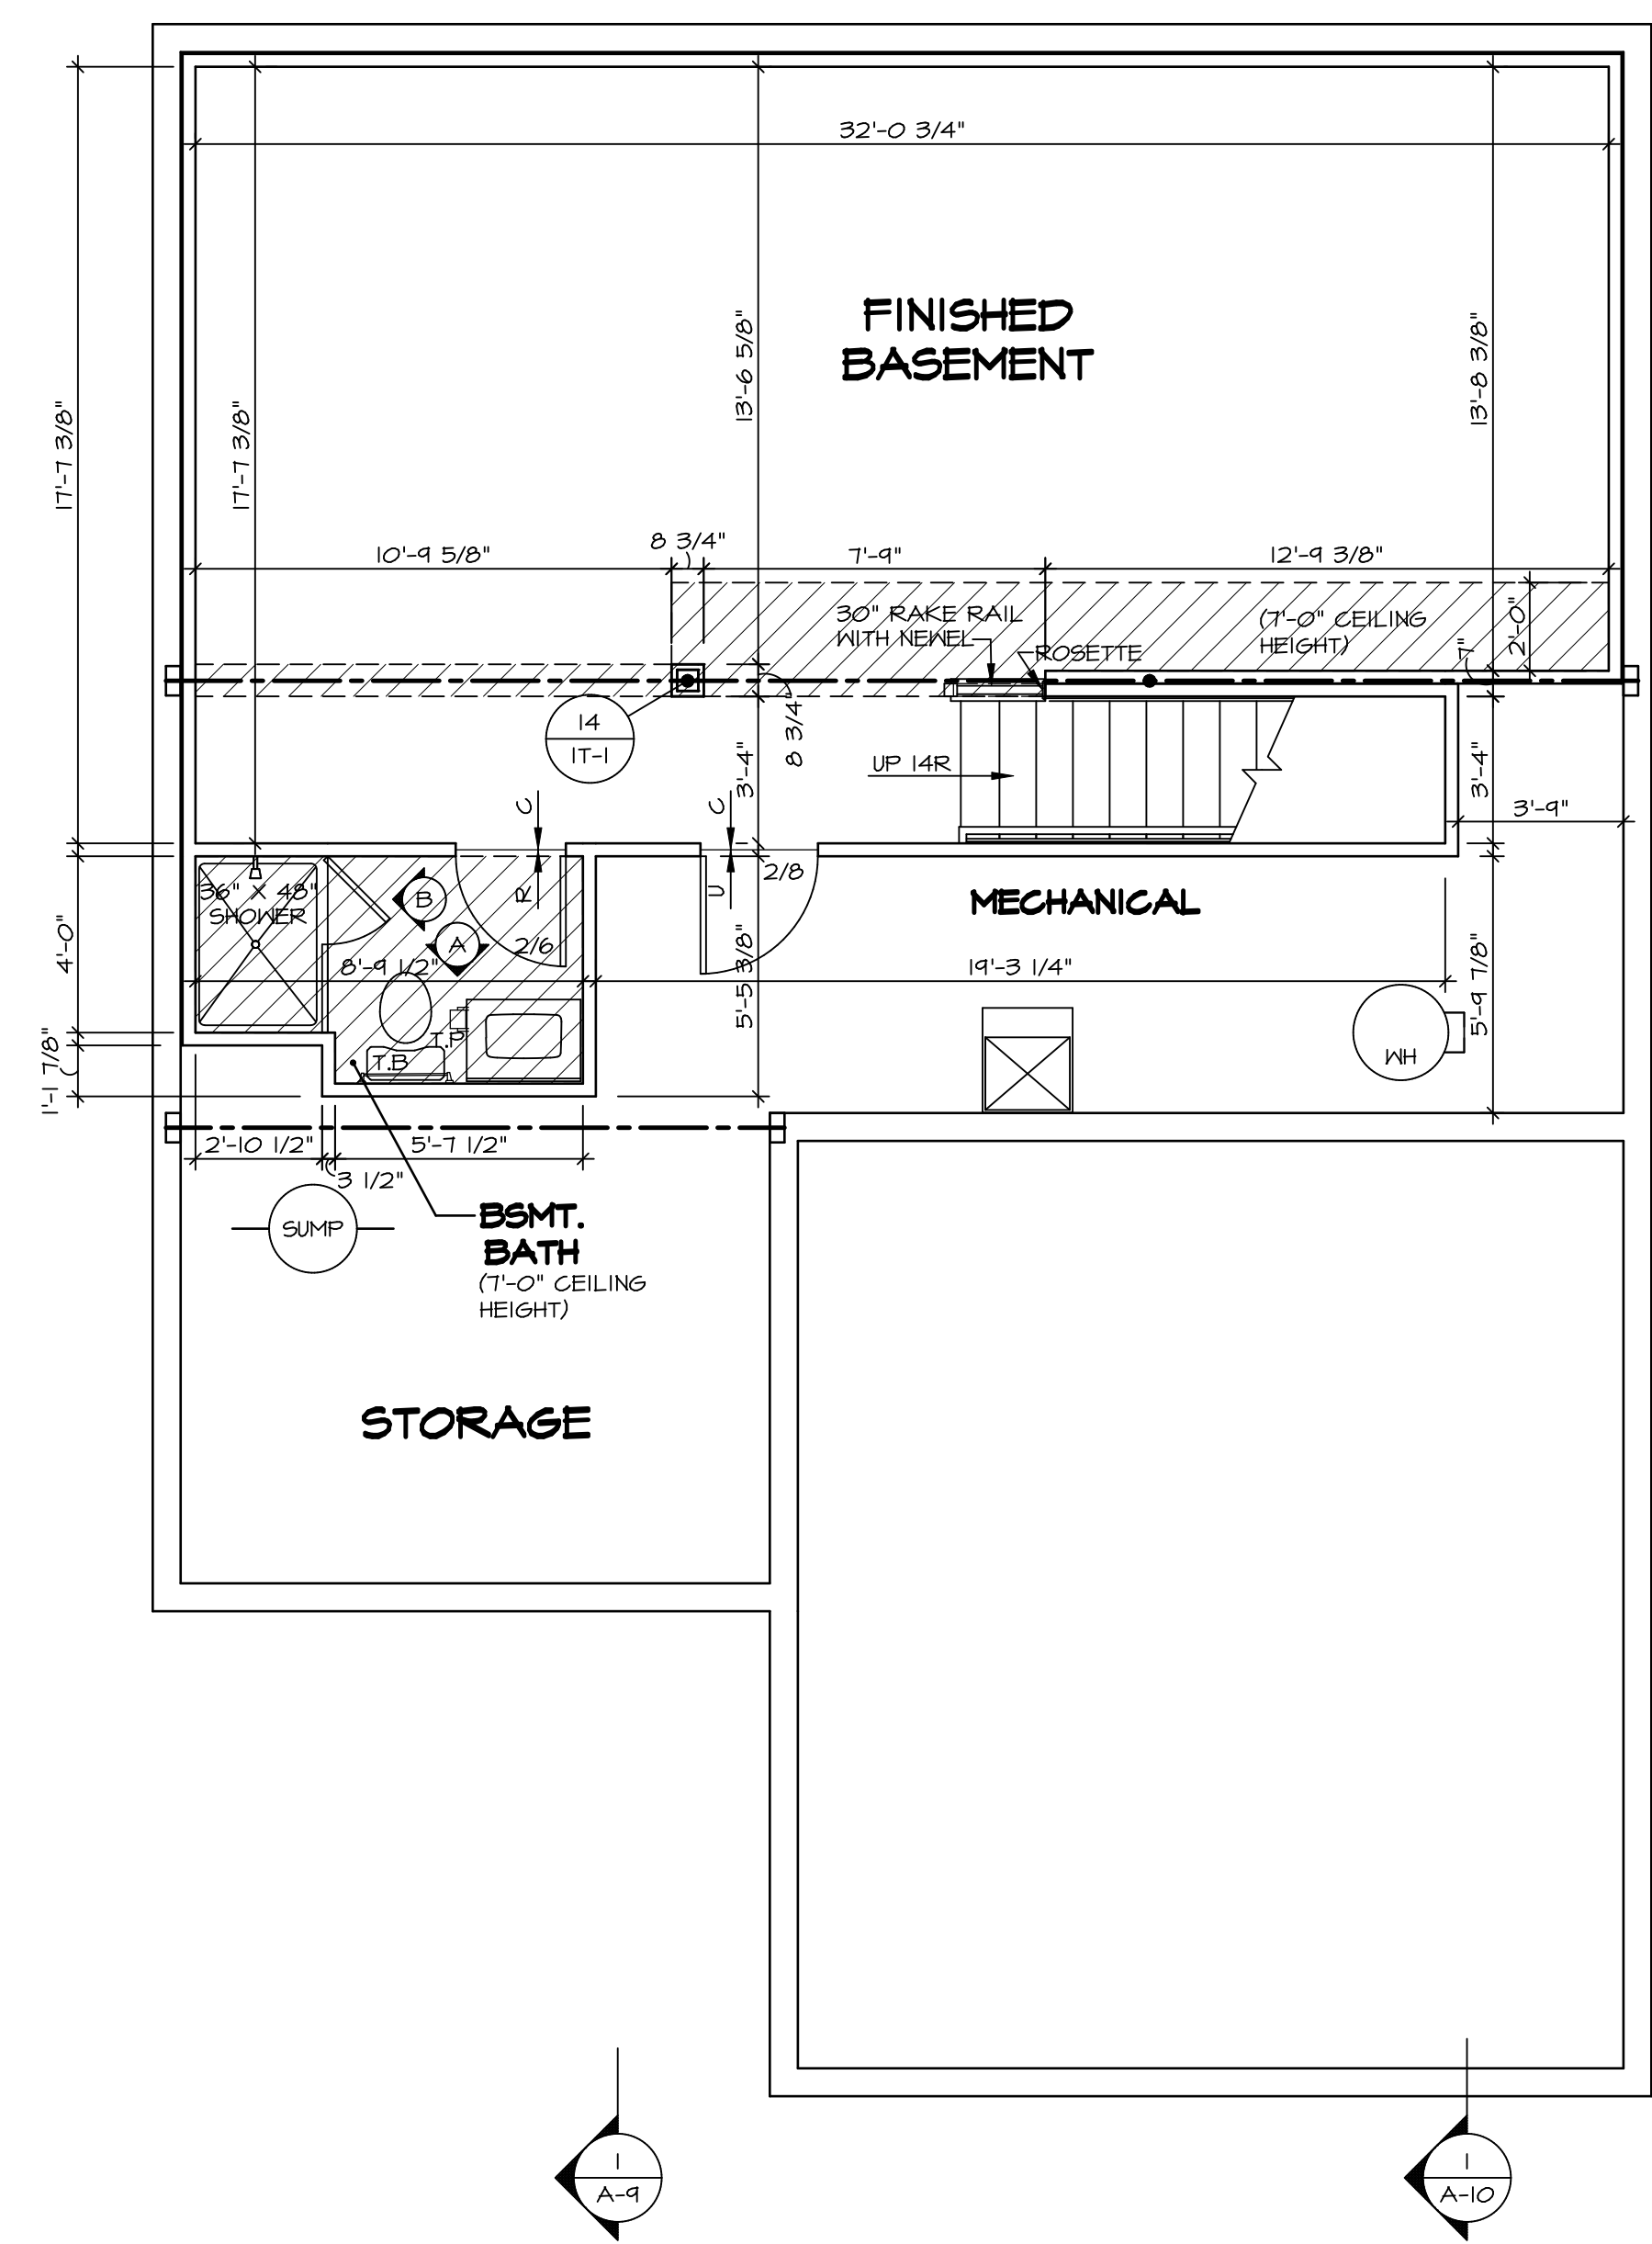 32'-0 3/4"
FINISHED
BASEMENT
13'-6 5/8"
13'-8 3/8"
17'-7 3/8"
17'-7 3/8"
10'-9 5/8"
8 3/4"
7'-9"
12'-9 3/8"
30" RAKE RAIL
WITH NEWEL
ROSETTE
(7'-0" CEILING
HEIGHT)
7"
2'-0"
14
1T-1
8 3/4"
3'-4"
UP 14R
3'-4"
3'-9"
C
C
R
U
2/8
36" X 48"
SHOWER
B
A
2/6
MECHANICAL
4'-0"
8'-9 1/2"
5'-5 3/8"
19'-3 1/4"
5'-9 7/8"
T.P
T.B
WH
1'-1 7/8"
2'-10 1/2"
5'-7 1/2"
3 1/2"
SUMP
BSMT.
BATH
(7'-0" CEILING
HEIGHT)
STORAGE
1
A-9
1
A-10